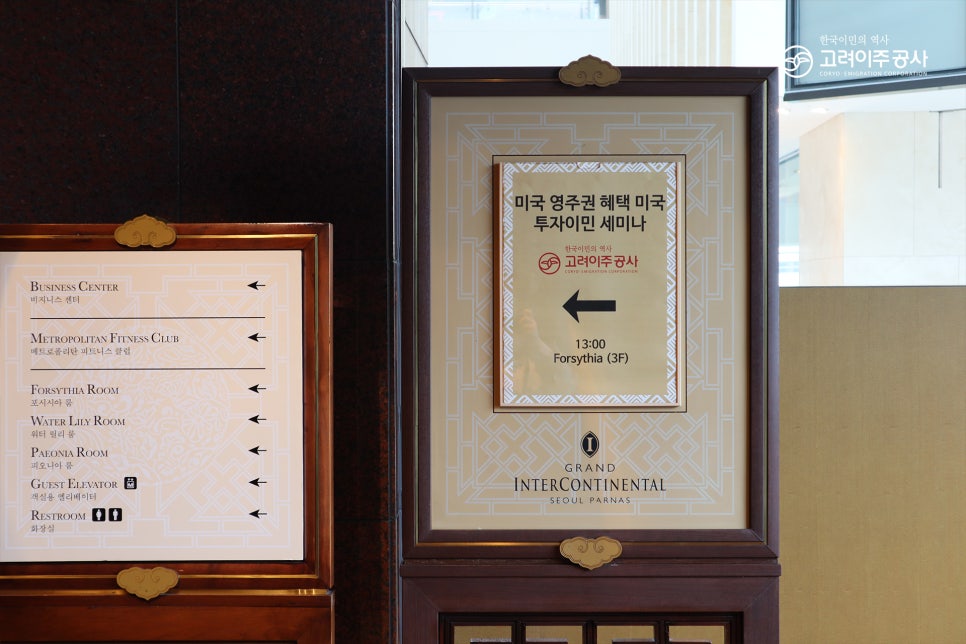 한국이민의 역사
고려이주공사
CORYO EMIGRATION CORPORATION
미국 영주권 혜택 미국
투자이민 세미나
한국이민의 역사
고려이주공사
CORYO EMIGRATION CORPORATION
13:00
Forsythia (3F)
I
GRAND
INTERCONTINENTAL
SEOUL PARNAS
BUSINESS CENTER
비지니스 센터
METROPOLITAN FITNESS CLUB
메트로폴리탄 피트니스 클럽
FORSYTHIA ROOM
포시시아 룸
WATER LILY ROOM
워터 릴리 룸
PAEONIA ROOM
피오니아 룸
GUEST ELEVATOR
객실용 엘리베이터
RESTROOM
화장실